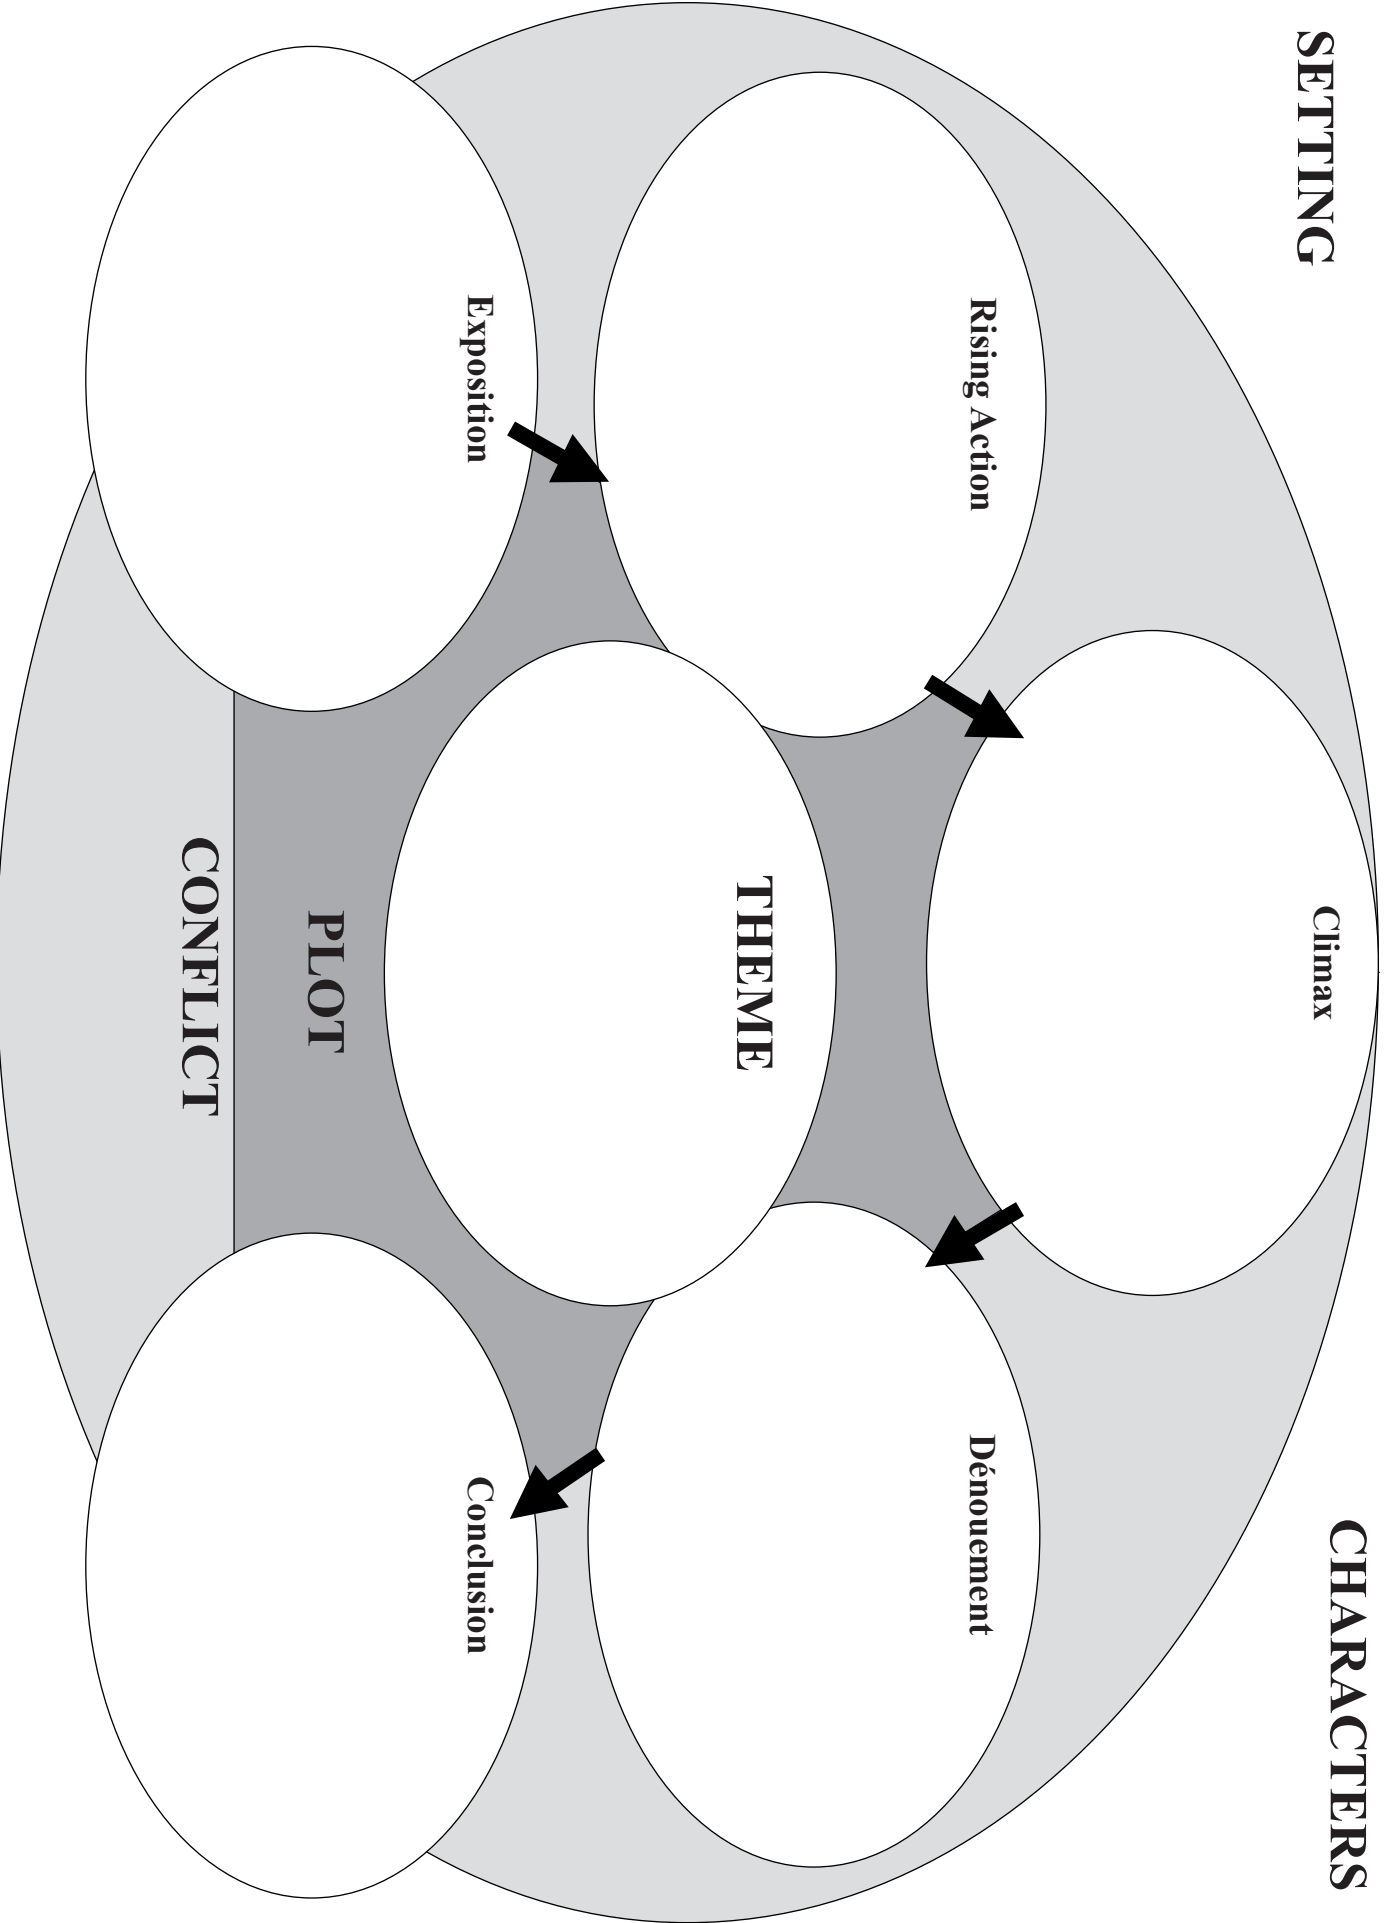 SETTING
CHARACTERS
Climax
Rising Action
Dénouement
THEME
Exposition
Conclusion
PLOT
CONFLICT